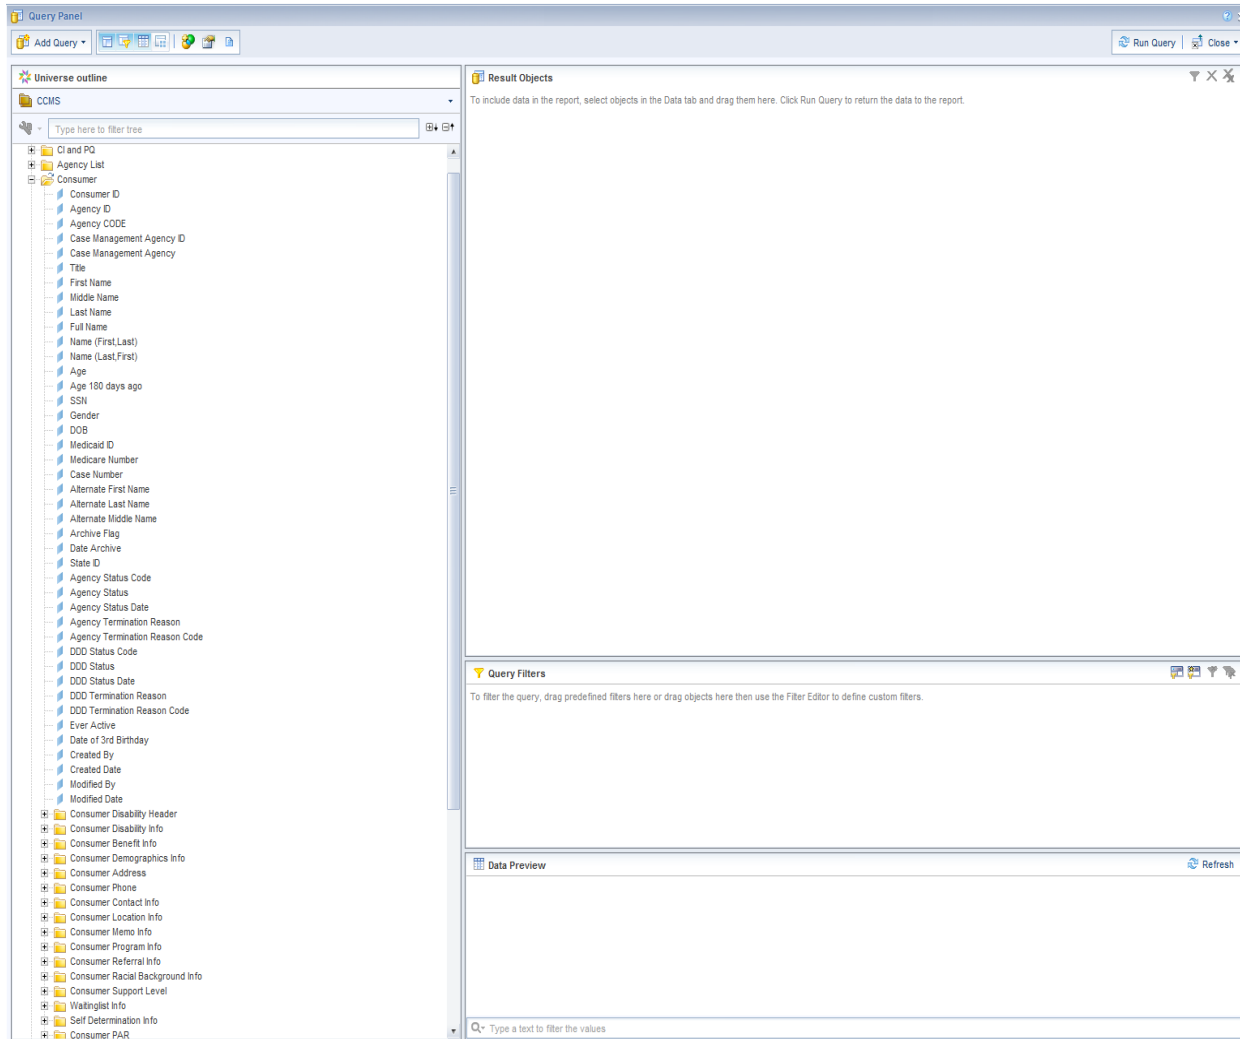 Query Panel
Add Query
Run Query
Close
Universe outline
CCMS
Type here to filter tree
CI and PQ
Agency List
Consumer
Consumer ID
Agency ID
Agency CODE
Case Management Agency ID
Case Management Agency
Title
First Name
Middle Name
Last Name
Full Name
Name (First,Last)
Name (Last,First)
Age
Age 180 days ago
SSN
Gender
DOB
Medicaid ID
Medicare Number
Case Number
Alternate First Name
Alternate Last Name
Alternate Middle Name
Archive Flag
Date Archive
State ID
Agency Status Code
Agency Status
Agency Status Date
Agency Termination Reason
Agency Termination Reason Code
DDD Status Code
DDD Status
DDD Status Date
DDD Termination Reason
DDD Termination Reason Code
Ever Active
Date of 3rd Birthday
Created By
Created Date
Modified By
Modified Date
Consumer Disability Header
Consumer Disability Info
Consumer Benefit Info
Consumer Demographics Info
Consumer Address
Consumer Phone
Consumer Contact Info
Consumer Location Info
Consumer Memo Info
Consumer Program Info
Consumer Referral Info
Consumer Racial Background Info
Consumer Support Level
Waitinglist Info
Self Determination Info
Consumer PAR
Result Objects
To include data in the report, select objects in the Data tab and drag them here. Click Run Query to return the data to the report.
Query Filters
To filter the query, drag predefined filters here or drag objects here then use the Filter Editor to define custom filters.
Data Preview
Refresh
Type a text to filter the values